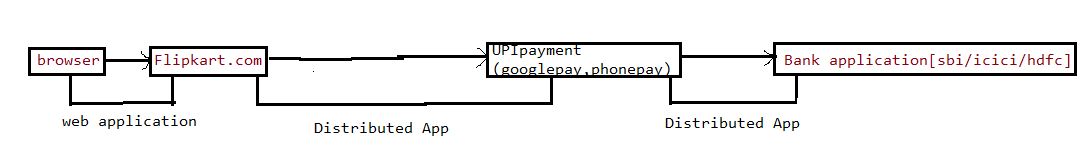 browser
Flipkart.com
UPIpayment
(googlepay,phonepay)
Bank application[sbi/icici/hdfc]
web application
Distributed App
Distributed App